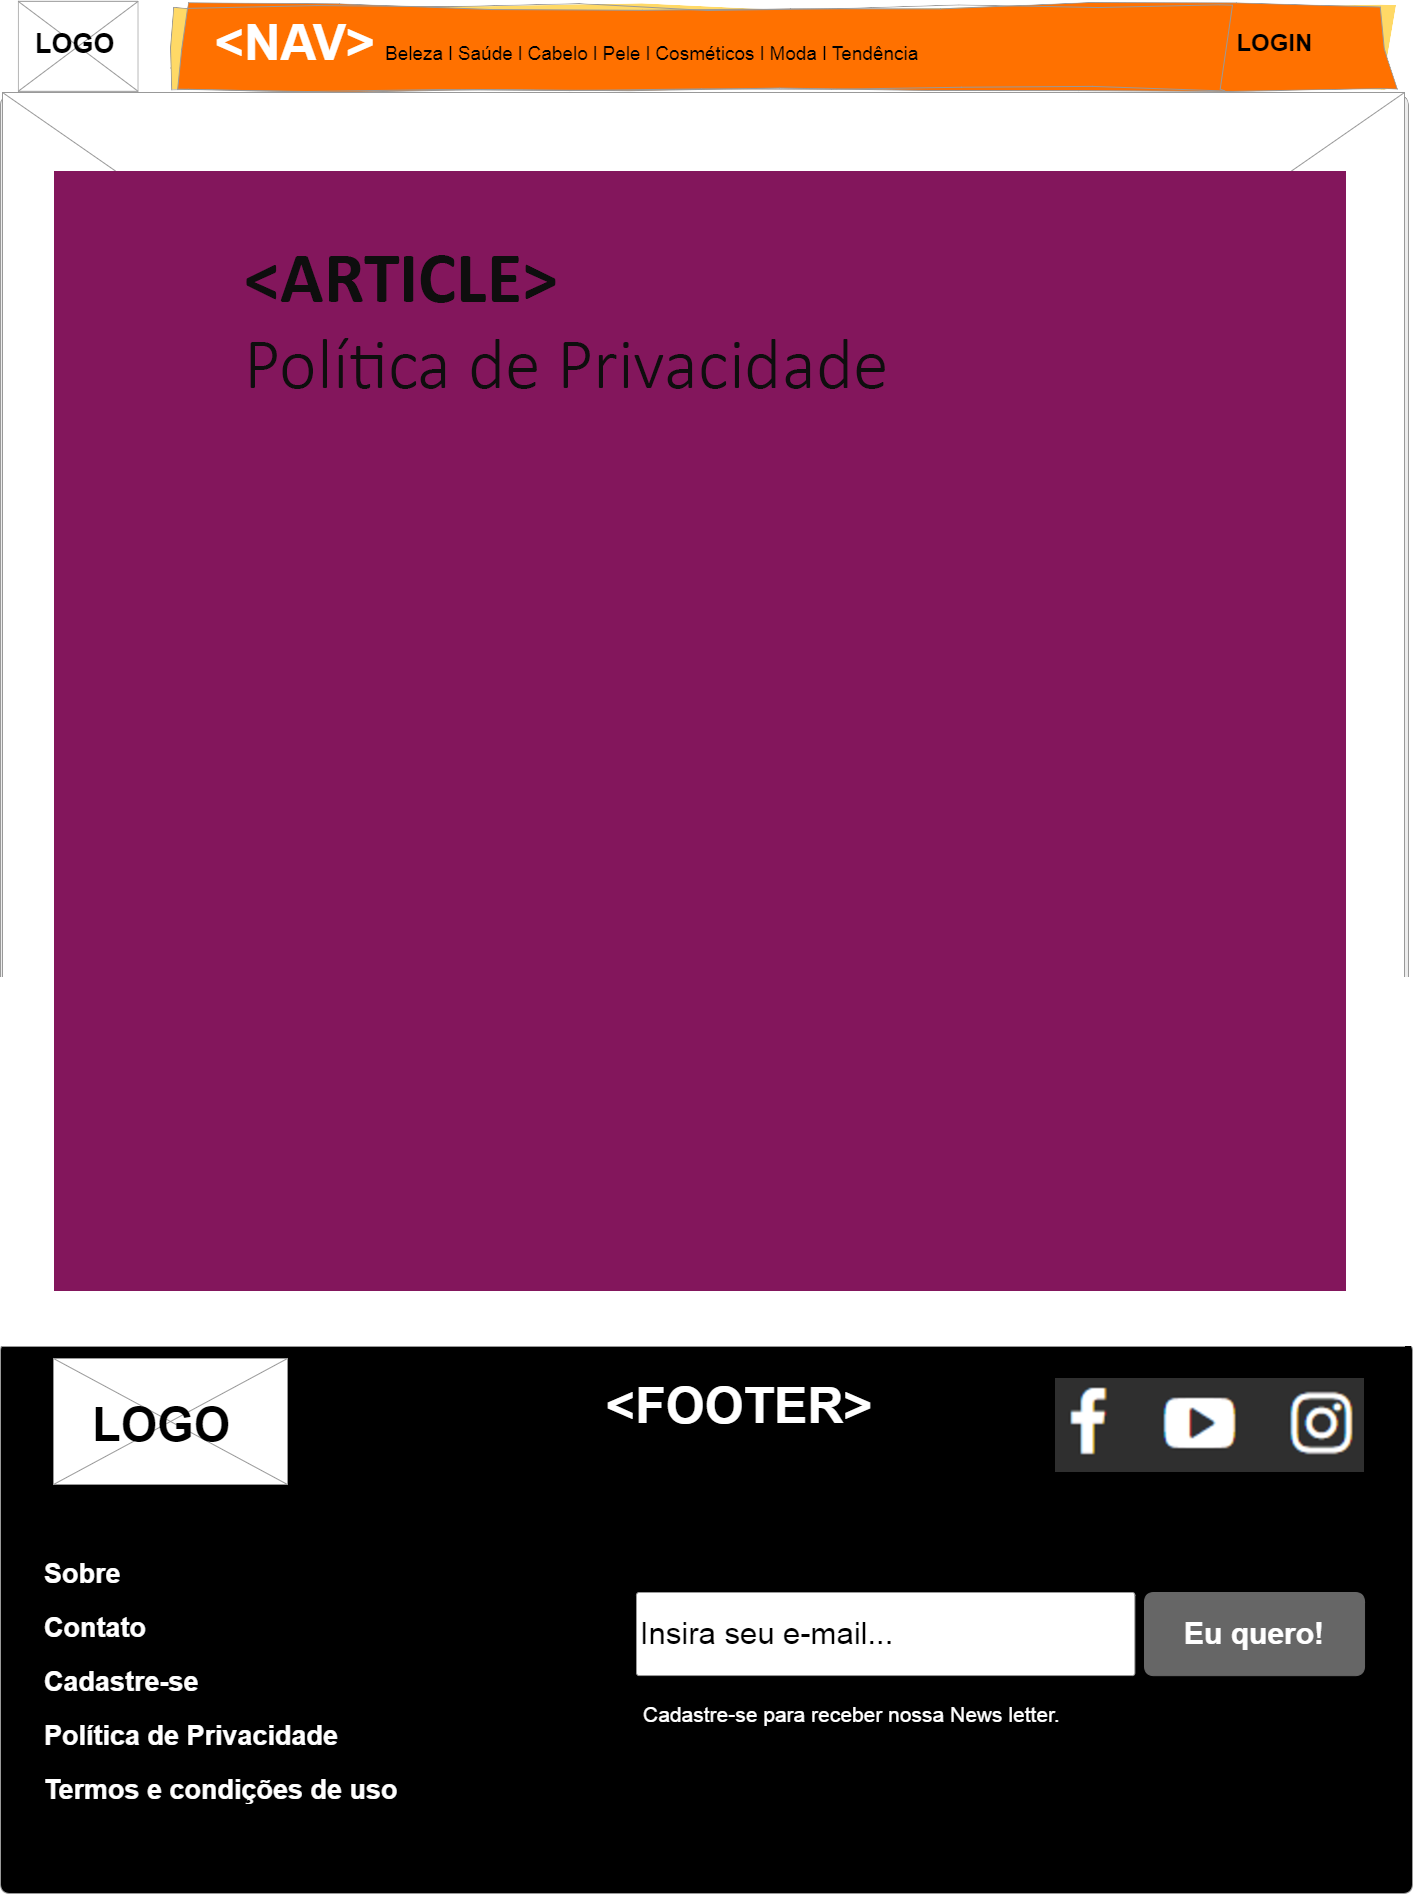 LOGO
<NAV> Beleza | Saúde | Cabelo | Pele | Cosméticos | Moda | Tendência
LOGIN
<ARTICLE>
Política de Privacidade
LOGO
<FOOTER>
Sobre
Contato
Cadastre-se
Política de Privacidade
Termos e condições de uso
Insira seu e-mail...
Eu quero!
Cadastre-se para receber nossa News letter.